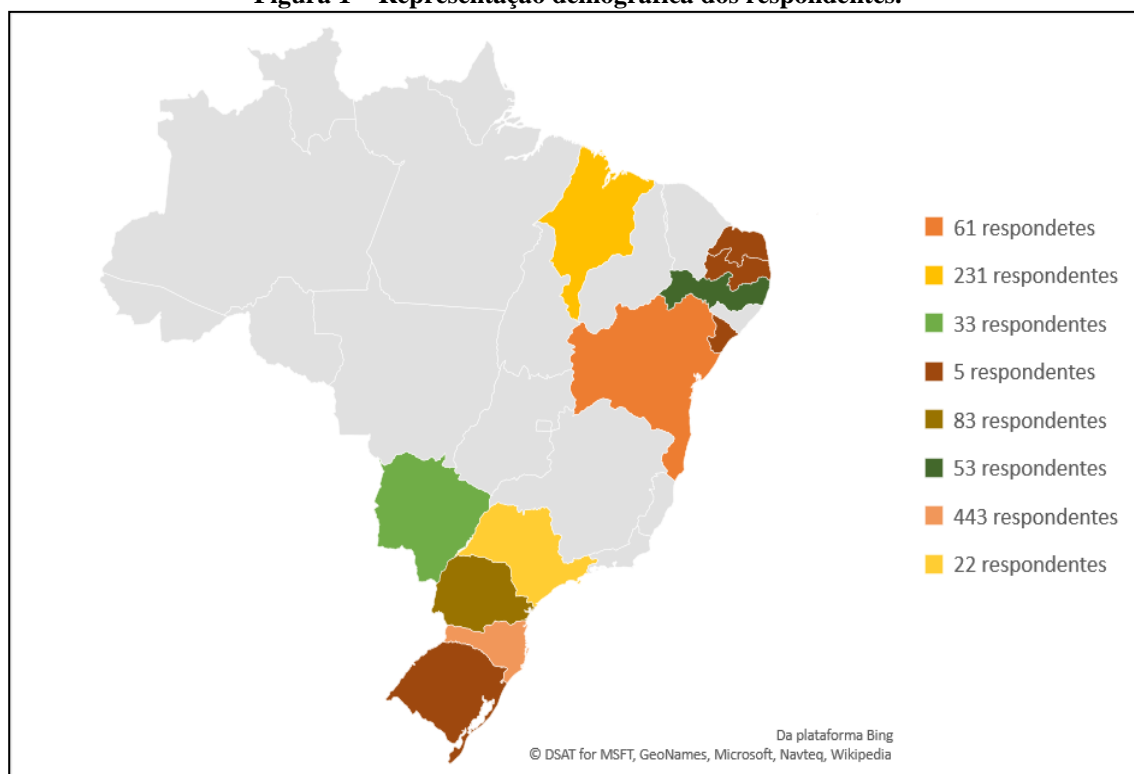 Figura 1 – Representação demográfica dos respondentes.
61 respondetes
231 respondentes
33 respondentes
5 respondentes
83 respondentes
53 respondentes
443 respondentes
22 respondentes
Da plataforma Bing
© DSAT for MSFT, GeoNames, Microsoft, Navteq, Wikipedia